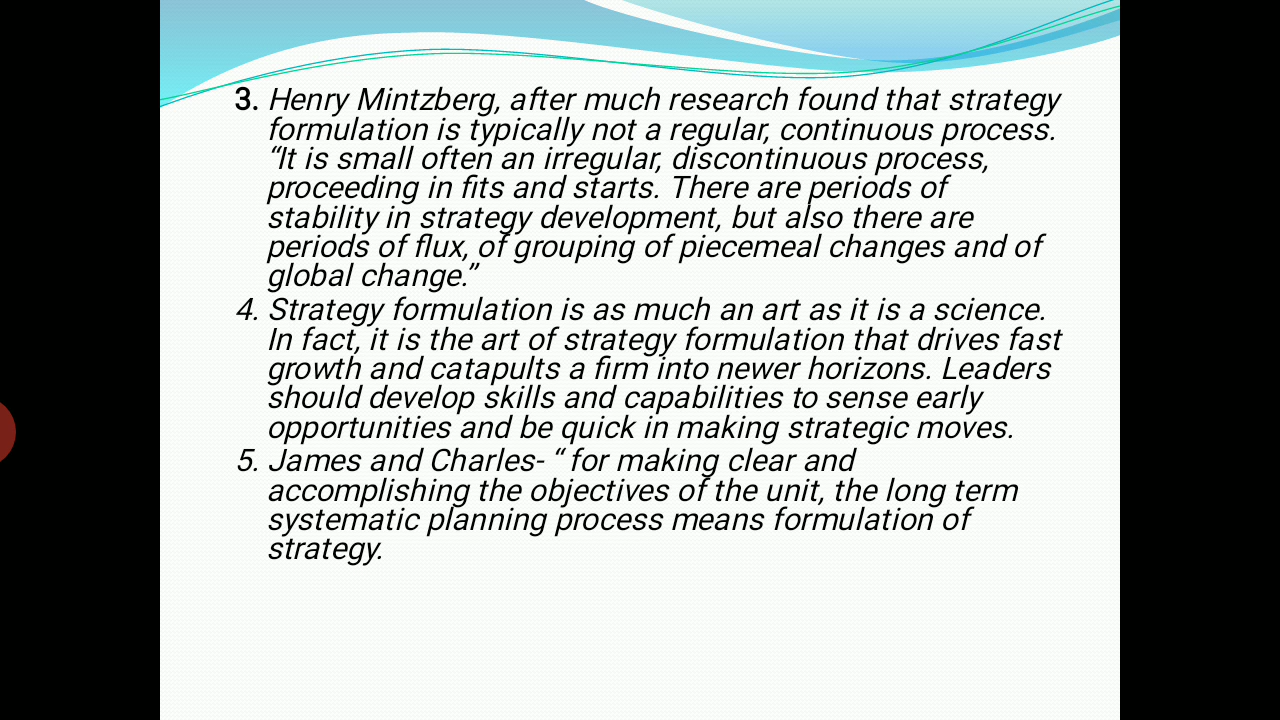 3. Henry Mintzberg, after much research found that strategy
formulation is typically not a regular, continuous process.
“It is small often an irregular, discontinuous process,
proceeding in fits and starts. There are periods of
stability in strategy development, but also there are
periods of flux, of grouping of piecemeal changes and of
global change.”
4. Strategy formulation is as much an art as it is a science.
In fact, it is the art of strategy formulation that drives fast
growth and catapults a firm into newer horizons. Leaders
should develop skills and capabilities to sense early
opportunities and be quick in making strategic moves.
5. James and Charles- “ for making clear and
accomplishing the objectives of the unit, the long term
systematic planning process means formulation of
strategy.